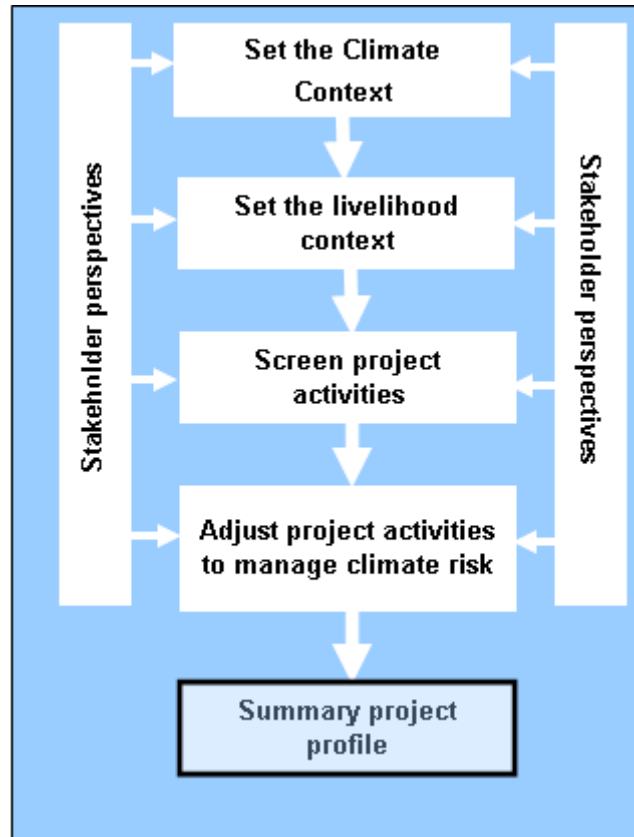 Set the Climate
Context
Stakeholder perspectives
Set the livelihood
context
Stakeholder perspectives
Screen project
activities
Adjust project activities
to manage climate risk
Summary project
profile